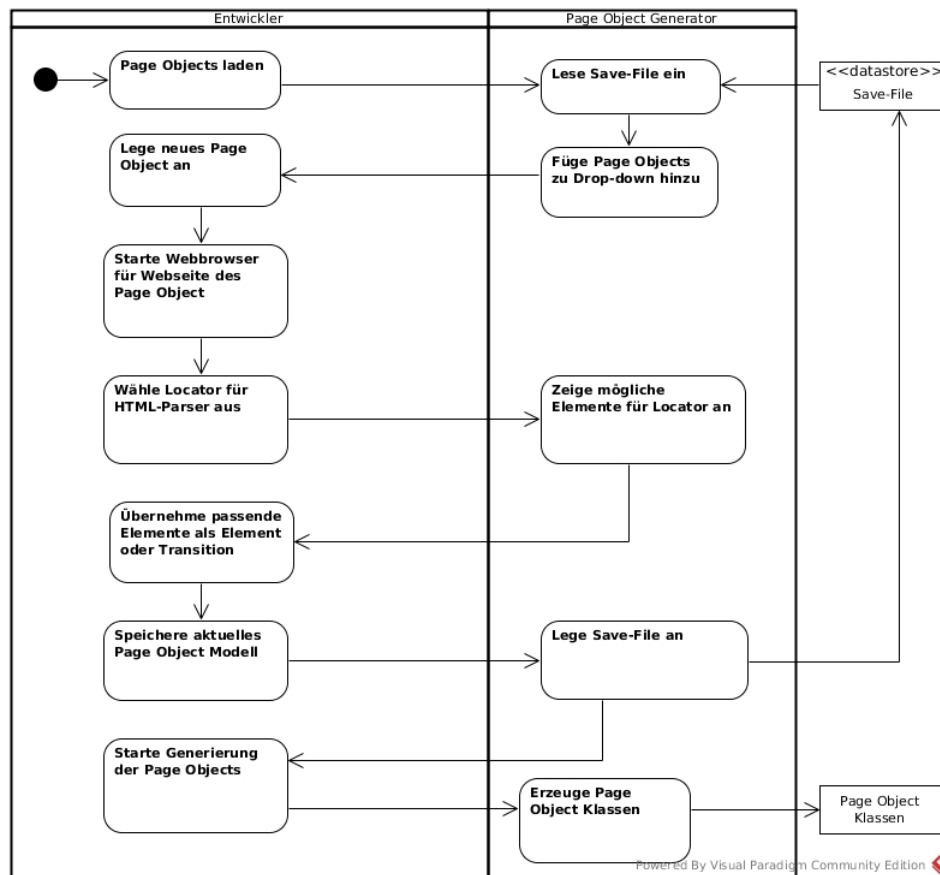 Entwickler
Page Object Generator
Page Objects laden
Lese Save-File ein
<<datastore>>
Save-File
Lege neues Page
Object an
Füge Page Objects
zu Drop-down hinzu
Starte Webbrowser
für Webseite des
Page Object
Wähle Locator für
HTML-Parser aus
Zeige mögliche
Elemente für Locator an
Übernehme passende
Elemente als Element
oder Transition
Speichere aktuelles
Page Object Modell
Lege Save-File an
Starte Generierung
der Page Objects
Erzeuge Page
Object Klassen
Page Object
Klassen
Powered By Visual Paradigm Community Edition